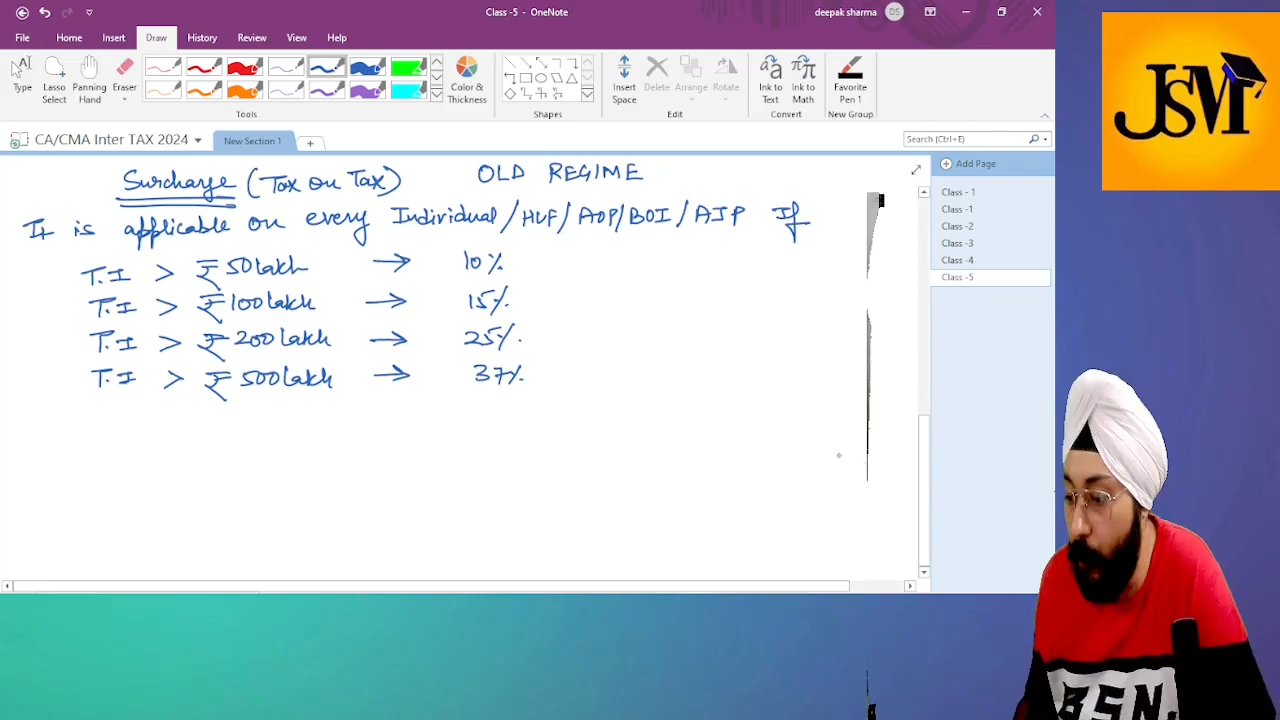 Class -5 - OneNote
deepak sharma
DS
File Home Insert Draw History Review View Help
Type
Lasso Select
Panning Hand
Eraser
Color & Thickness
Insert Space
Delete
Arrange
Rotate
Ink to Text
Ink to Math
Favorite Pen 1
Tools
Shapes
Edit
Convert
New Group
CA/CMA Inter TAX 2024
New Section 1
Search (Ctrl+E)
Add Page
Class - 1
Class -1
Class -2
Class -3
Class -4
Class -5
Surcharge (Tax on Tax) OLD REGIME
It is applicable on every Individual/HUF/AOP/BOI/AJP If
T.I > ₹ 50 lakh → 10%
T.I > ₹ 100 lakh → 15%
T.I > ₹ 200 lakh → 25%
T.I > ₹ 500 lakh → 37%
JSM
BSN